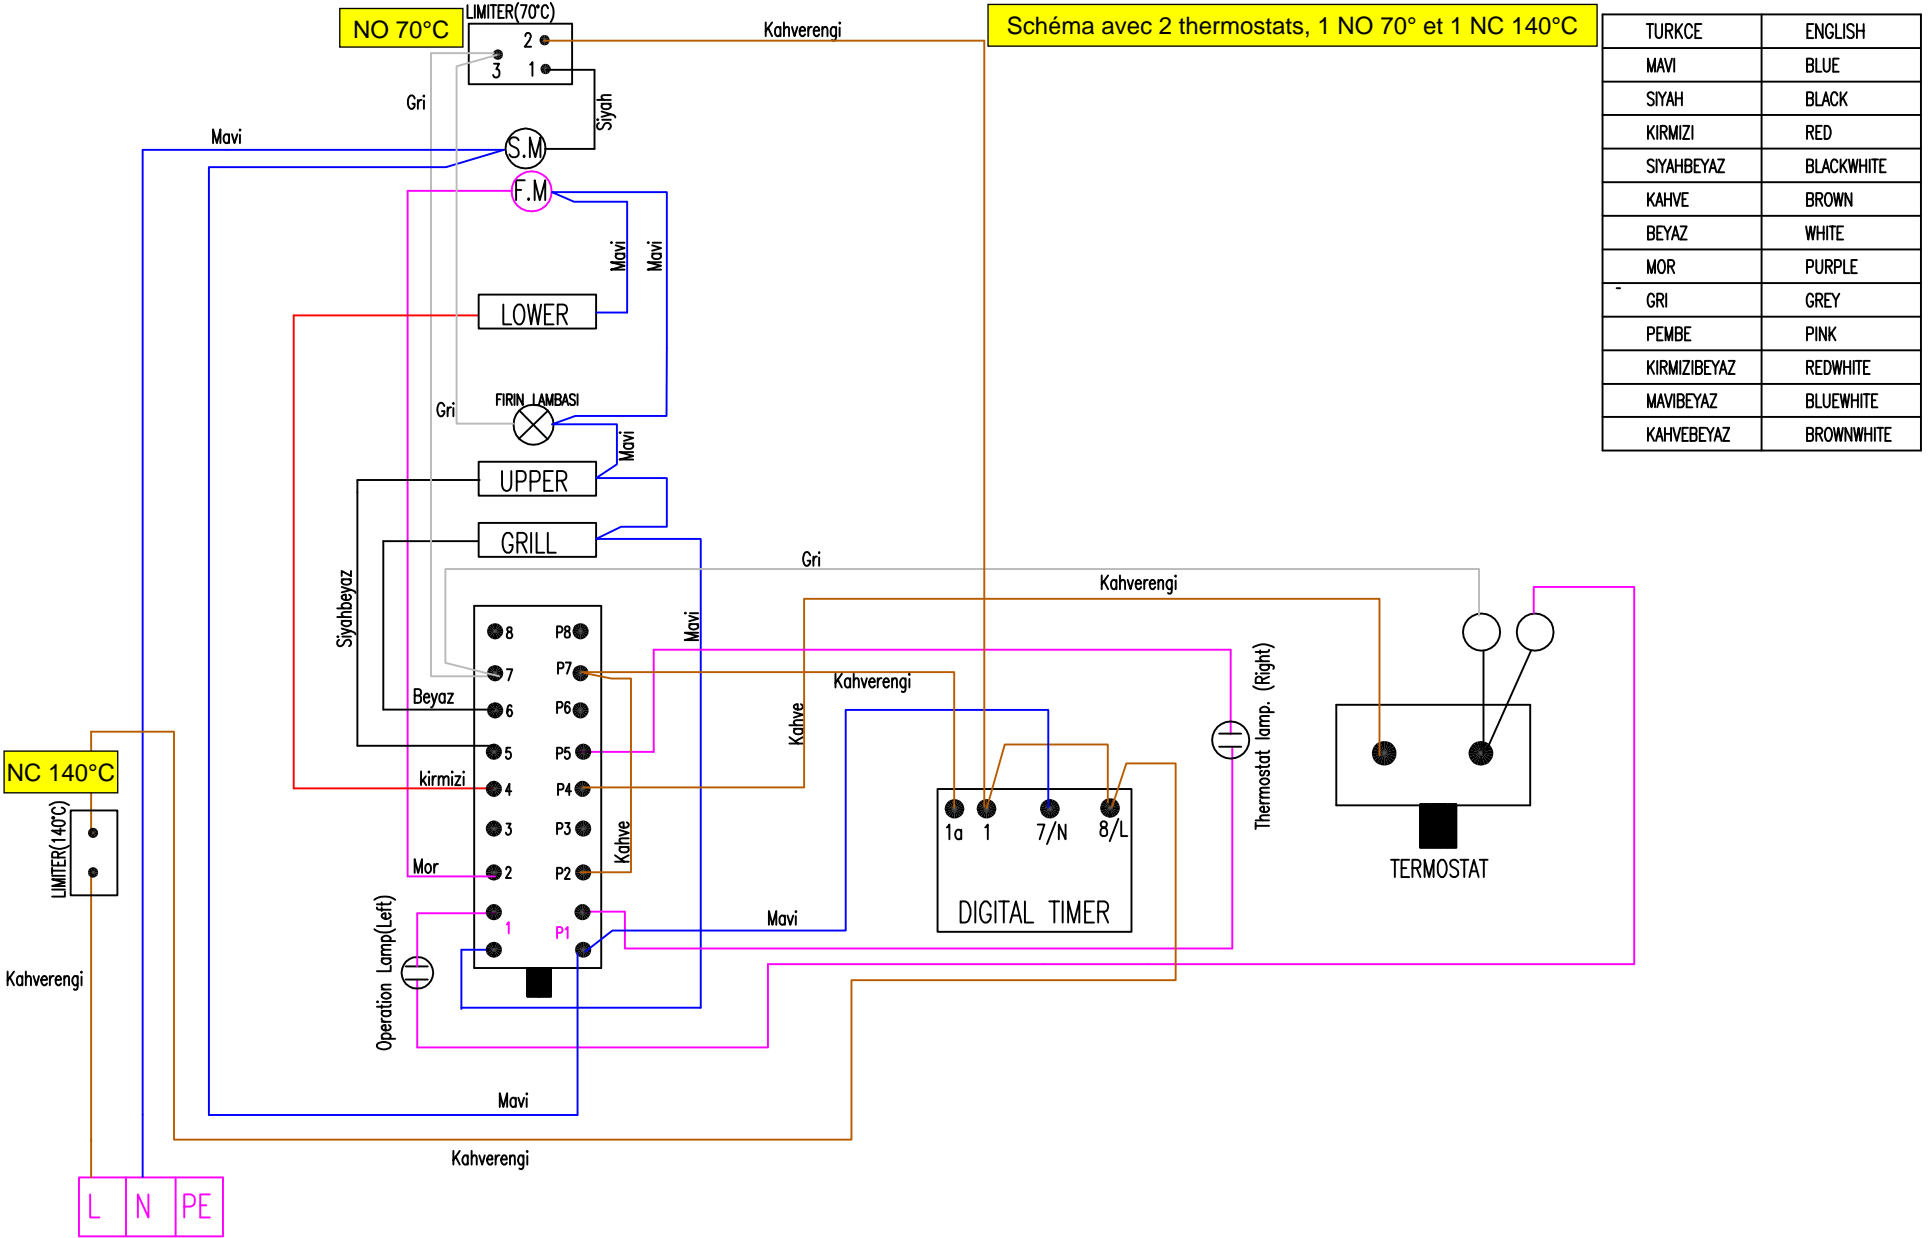 NO 70°C
LIMITER(70°C)
Kahverengi
Schéma avec 2 thermostats, 1 NO 70° et 1 NC 140°C
TURKCE ENGLISH
MAVI BLUE
SIYAH BLACK
KIRMIZI RED
SIYAHBEYAZ BLACKWHITE
KAHVE BROWN
BEYAZ WHITE
MOR PURPLE
GRI GREY
PEMBE PINK
KIRMIZIBEYAZ REDWHITE
MAVIBEYAZ BLUEWHITE
KAHVEBEYAZ BROWNWHITE
2
3 1
Gri
Siyah
Mavi
S.M
F.M
Mavi
Mavi
LOWER
FIRIN LAMBASI
Gri
Mavi
UPPER
GRILL
Gri
Kahverengi
Siyahbeyaz
Mavi
8 P8
7 P7
Kahverengi
Beyaz
6 P6
5 P5
kirmizi
4 P4
3 P3
Mor
2 P2
1 P1
Kahve
Kahve
Thermostat lamp. (Right)
NC 140°C
LIMITER(140°C)
1a 1 7/N 8/L
DIGITAL TIMER
TERMOSTAT
Mavi
Operation Lamp(Left)
Kahverengi
Mavi
Kahverengi
L N PE